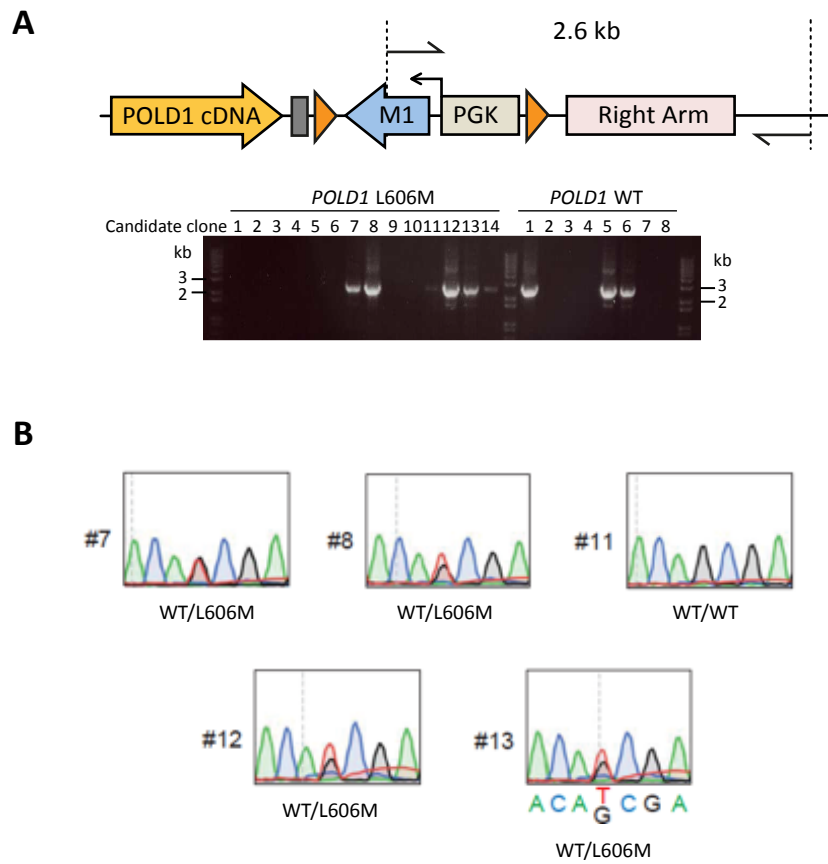 A
2.6 kb
POLD1 cDNA M1 PGK Right Arm
POLD1 L606M POLD1 WT
Candidate clone 1 2 3 4 5 6 7 8 9 10 11 12 13 14 1 2 3 4 5 6 7 8
kb kb
3 3
2 2
B
#7 #8 #11
WT/L606M WT/L606M WT/WT
#12 #13
A C A T C G A
G
WT/L606M
WT/L606M